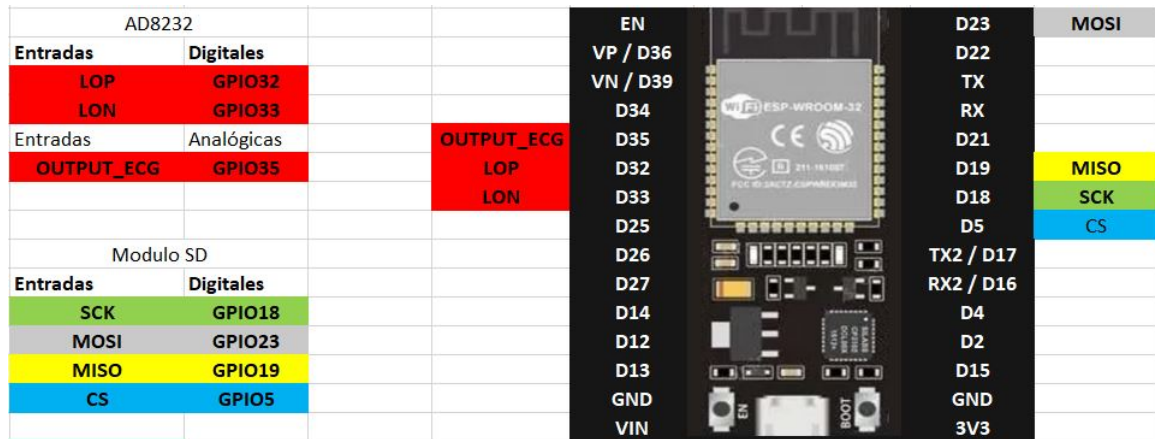 AD8232
Entradas Digitales
LOP GPIO32
LON GPIO33
Entradas Analógicas
OUTPUT_ECG GPIO35
Modulo SD
Entradas Digitales
SCK GPIO18
MOSI GPIO23
MISO GPIO19
CS GPIO5
OUTPUT_ECG
LOP
LON
EN
VP / D36
VN / D39
D34
D35
D32
D33
D25
D26
D27
D14
D12
D13
GND
VIN
WiFi ESP-WROOM-32
CE
R
EN
BOOT
D23
D22
TX
RX
D21
D19
D18
D5
TX2 / D17
RX2 / D16
D4
D2
D15
GND
3V3
MOSI
MISO
SCK
CS